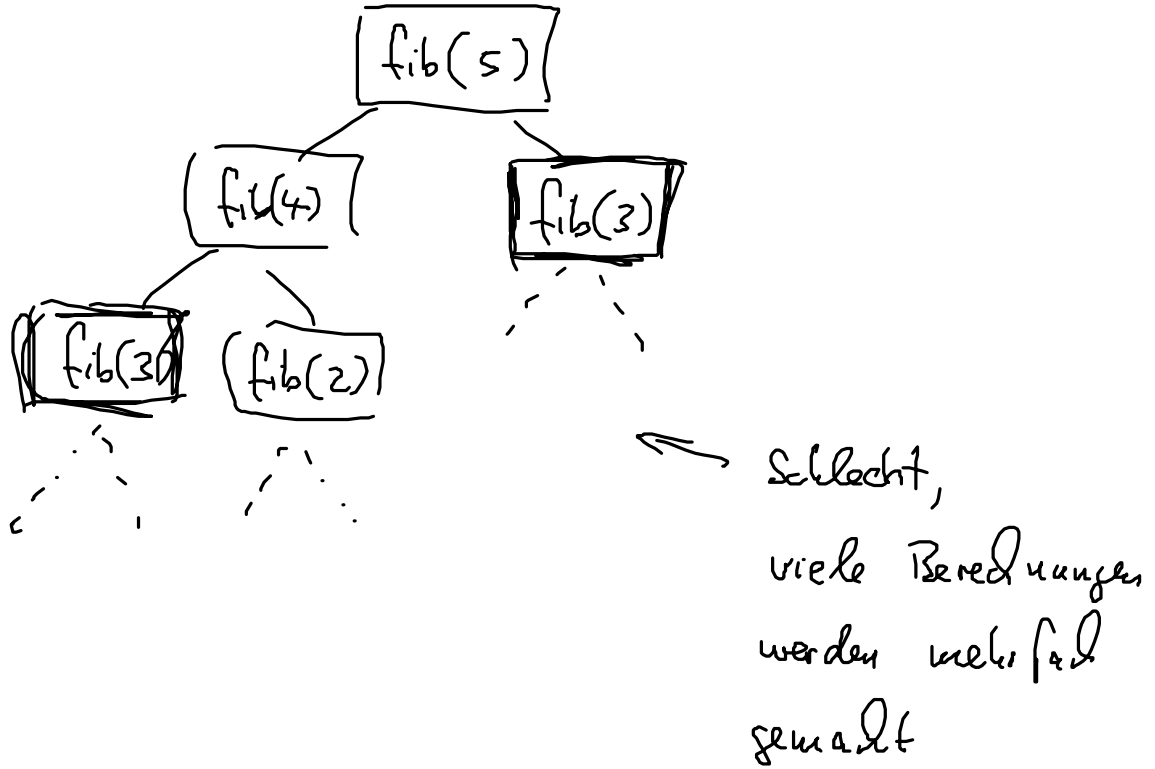 fib(5)
fib(4) fib(3)
fib(3) fib(2)
Schlecht,
viele Berechnungen
werden mehrfach
gemacht